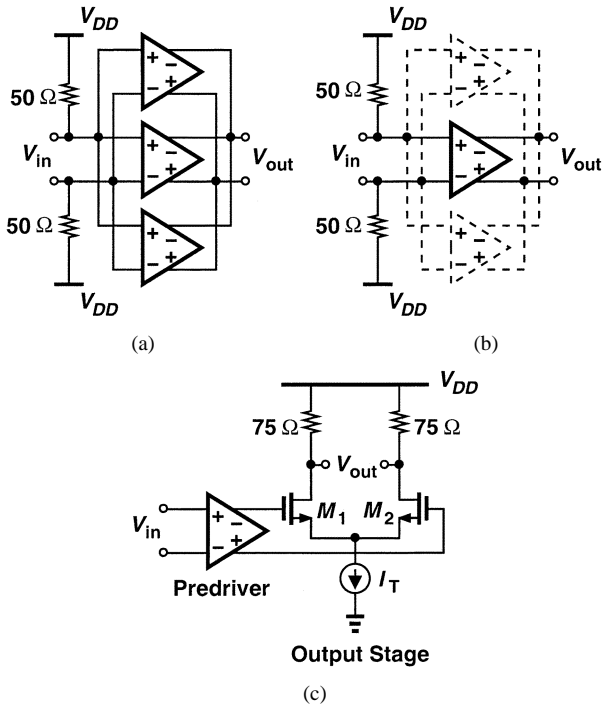 V_DD V_DD
50 Ω 50 Ω
+ − + −
− + − +
V_in + − V_out V_in + − V_out
− + − +
50 Ω + − 50 Ω + −
− + − +
V_DD V_DD
(a) (b)
V_DD
75 Ω 75 Ω
V_out
V_in + − M_1 M_2
− +
Predriver I_T
Output Stage
(c)